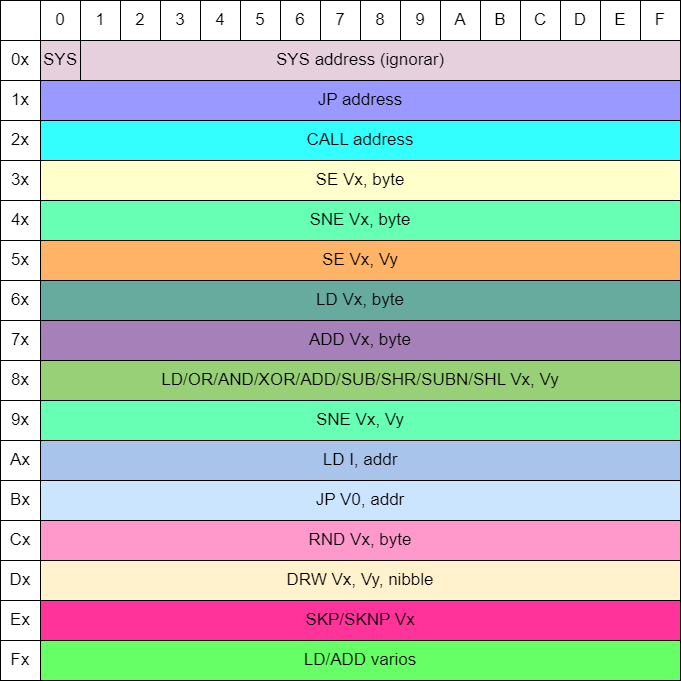 0 1 2 3 4 5 6 7 8 9 A B C D E F
0x SYS SYS address (ignorar)
1x JP address
2x CALL address
3x SE Vx, byte
4x SNE Vx, byte
5x SE Vx, Vy
6x LD Vx, byte
7x ADD Vx, byte
8x LD/OR/AND/XOR/ADD/SUB/SHR/SUBN/SHL Vx, Vy
9x SNE Vx, Vy
Ax LD I, addr
Bx JP V0, addr
Cx RND Vx, byte
Dx DRW Vx, Vy, nibble
Ex SKP/SKNP Vx
Fx LD/ADD varios